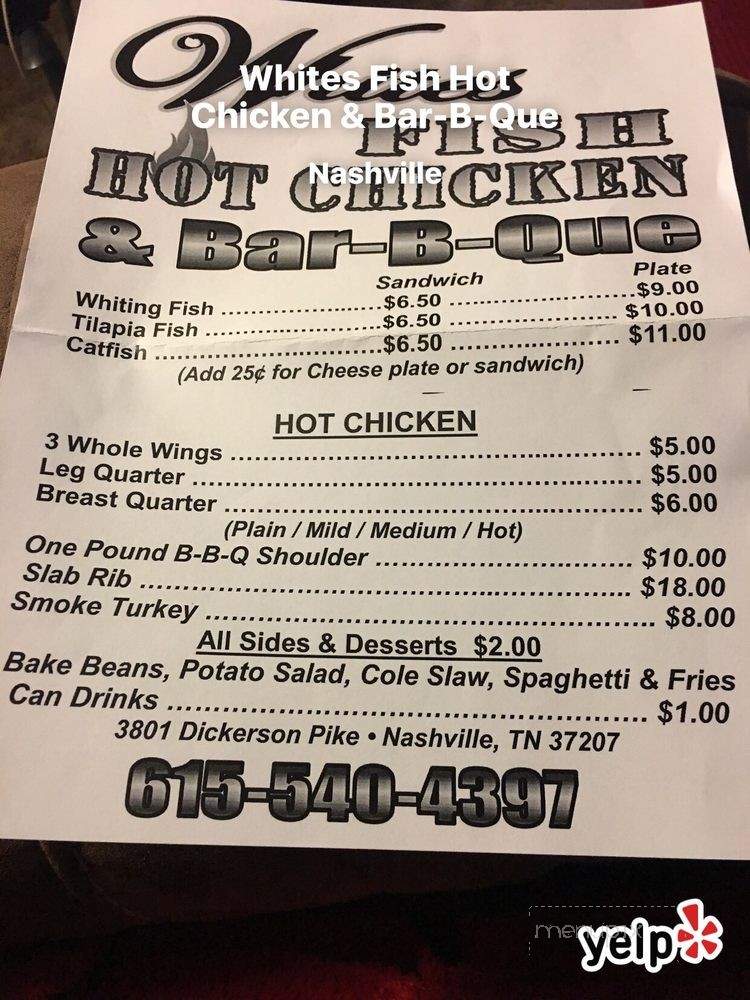 Whites
Whites Fish Hot
Chicken & Bar-B-Que
Nashville
FISH
HOT CHICKEN
& Bar-B-Que
Sandwich Plate
Whiting Fish ........................$6.50 ............................$9.00
Tilapia Fish ..........................$6.50 ......................... $10.00
Catfish ..................................$6.50 ......................... $11.00
(Add 25¢ for Cheese plate or sandwich)
HOT CHICKEN
3 Whole Wings ............................................................ $5.00
Leg Quarter ................................................................. $5.00
Breast Quarter ............................................................. $6.00
(Plain / Mild / Medium / Hot)
One Pound B-B-Q Shoulder ..................................... $10.00
Slab Rib ...................................................................... $18.00
Smoke Turkey .............................................................. $8.00
All Sides & Desserts $2.00
Bake Beans, Potato Salad, Cole Slaw, Spaghetti & Fries
Can Drinks ................................................................... $1.00
3801 Dickerson Pike • Nashville, TN 37207
615-540-4397
yelp